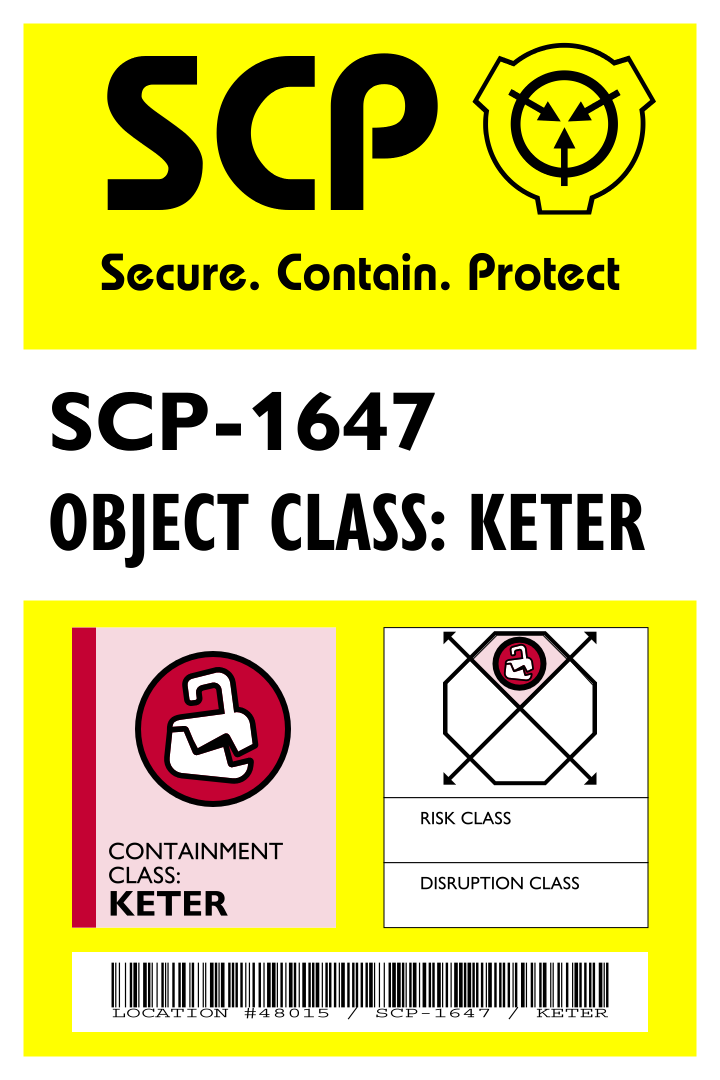 SCP
Secure. Contain. Protect
SCP-1647
OBJECT CLASS: KETER
CONTAINMENT
CLASS:
KETER
RISK CLASS
DISRUPTION CLASS
LOCATION #48015 / SCP-1647 / KETER